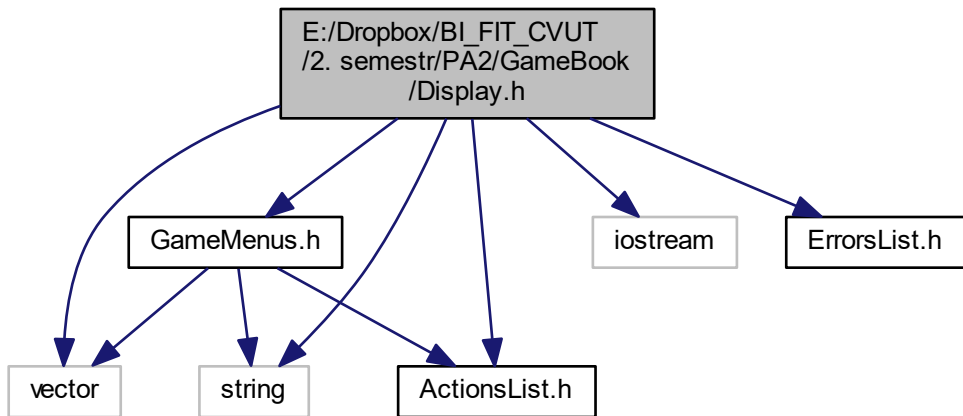 E:/Dropbox/BI_FIT_CVUT
/2. semestr/PA2/GameBook
/Display.h
GameMenus.h
iostream
ErrorsList.h
vector
string
ActionsList.h